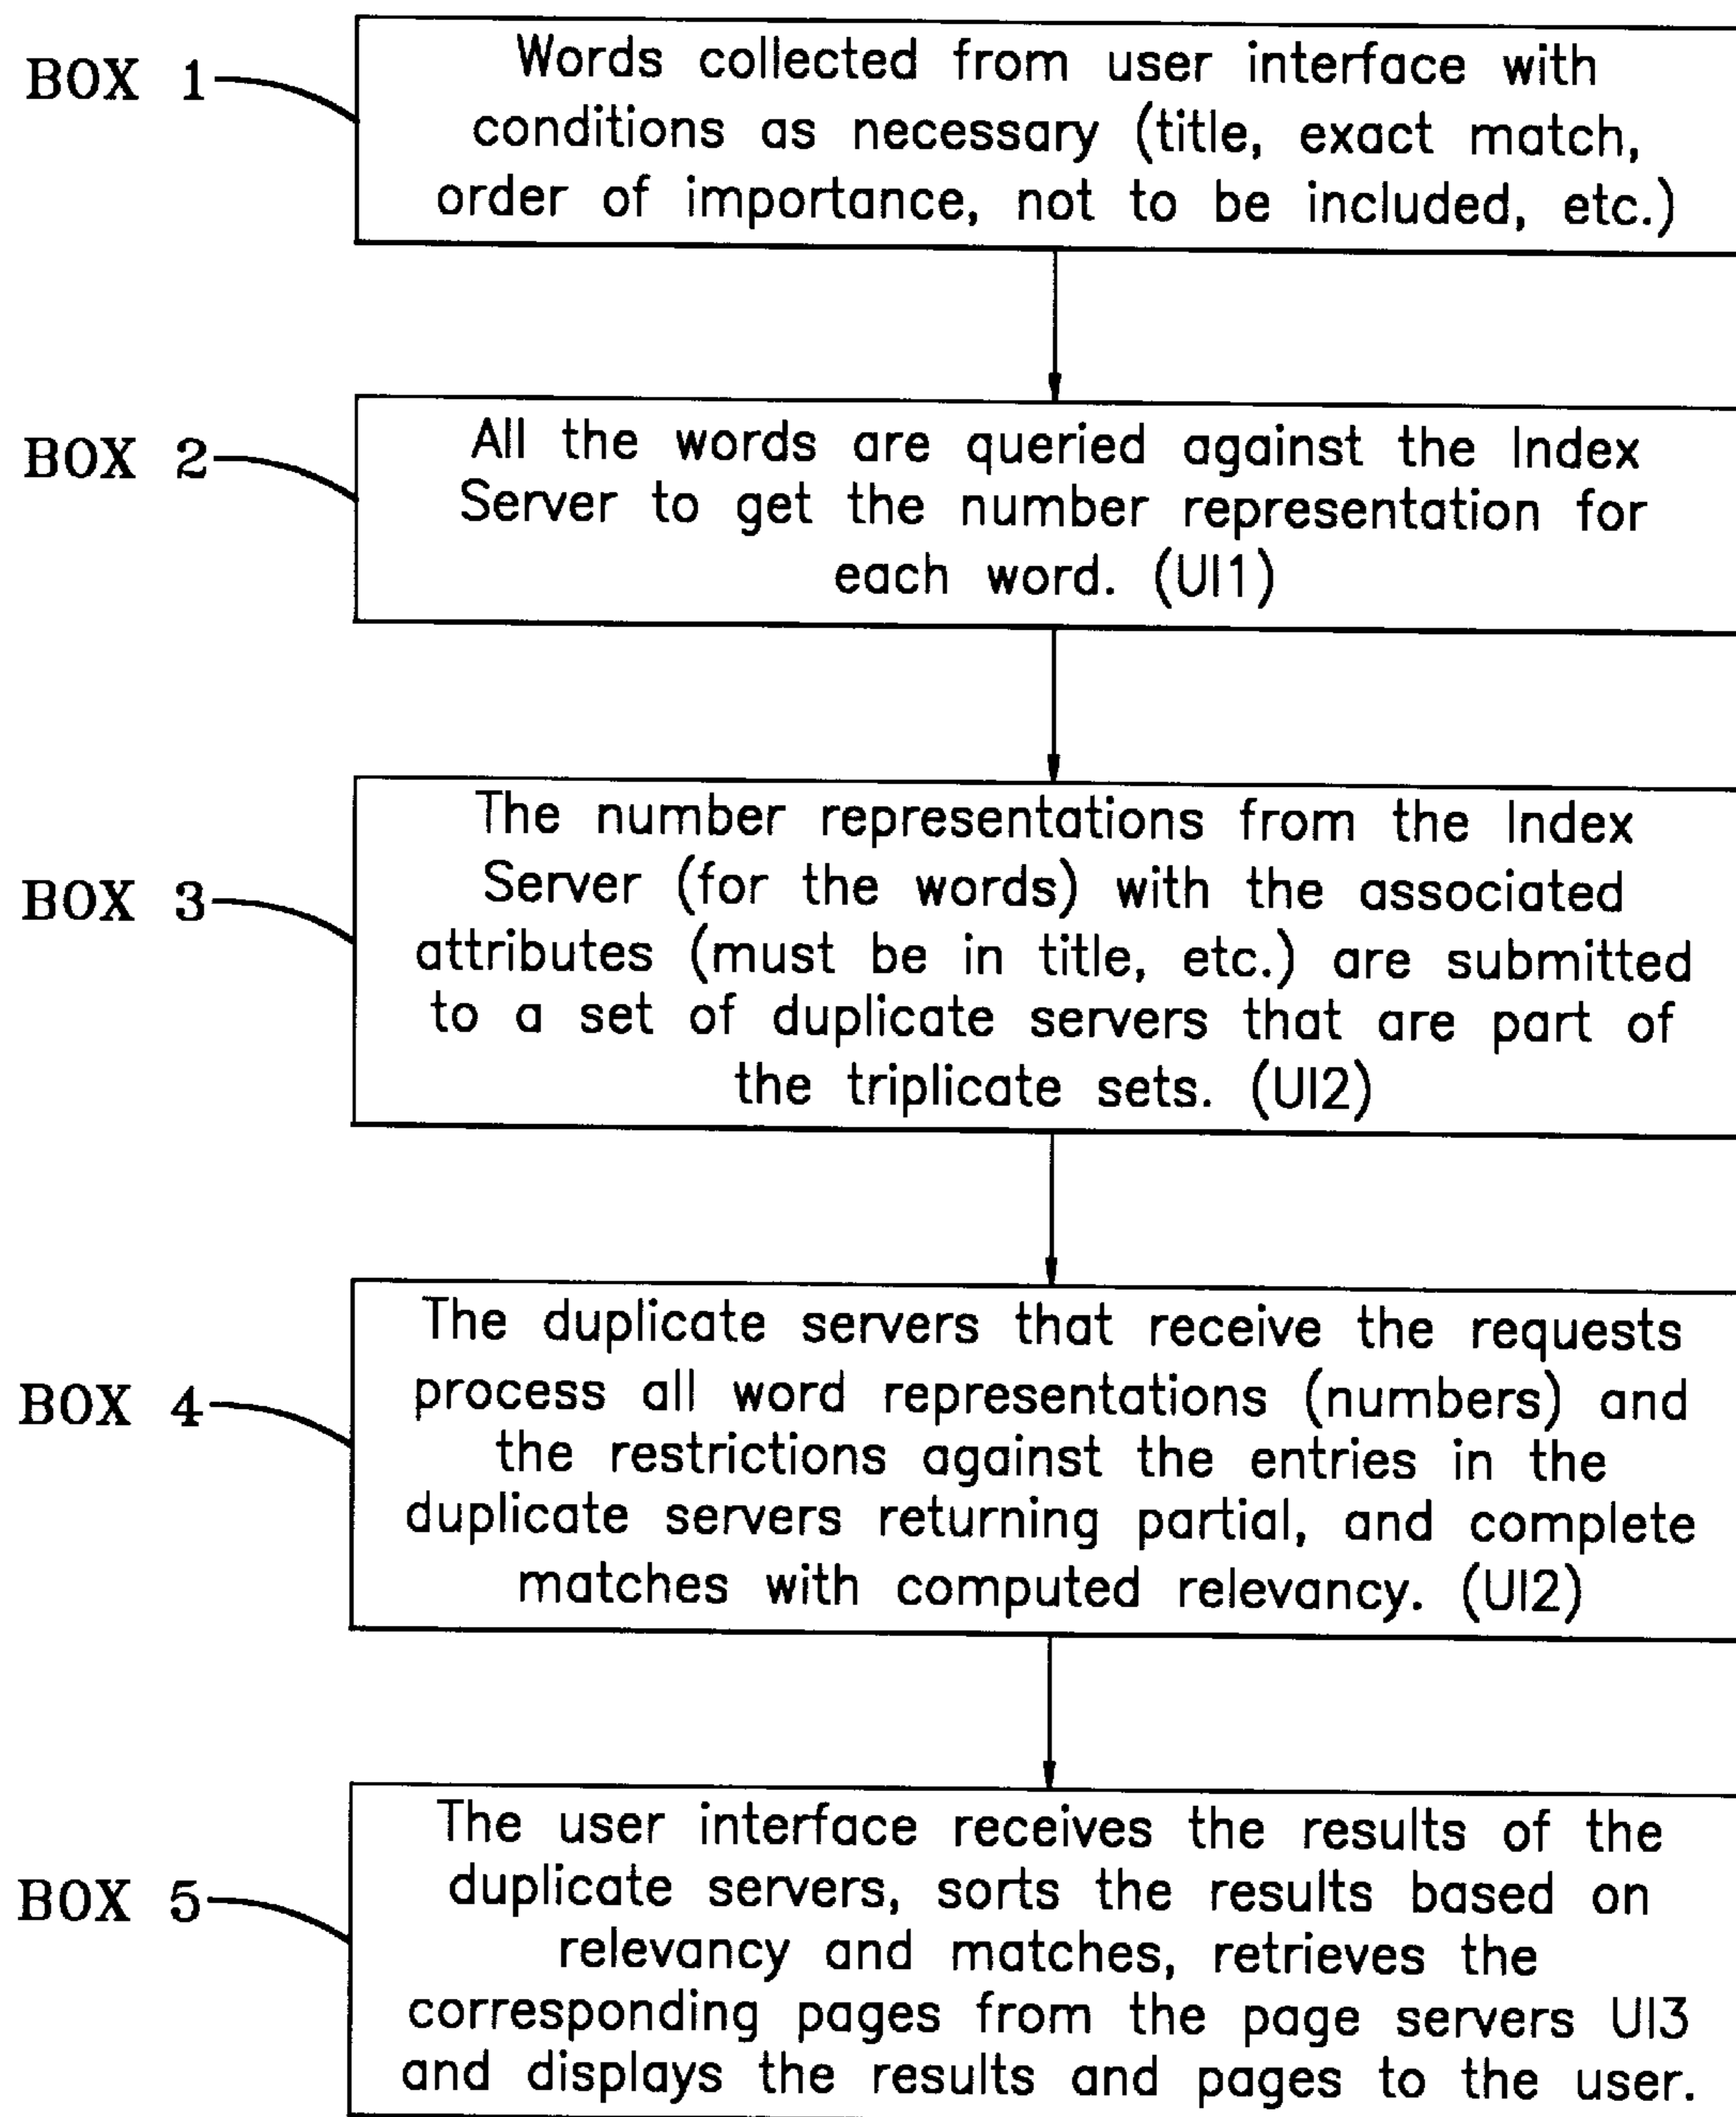 BOX 1
Words collected from user interface with
conditions as necessary (title, exact match,
order of importance, not to be included, etc.)
BOX 2
All the words are queried against the Index
Server to get the number representation for
each word. (UI1)
BOX 3
The number representations from the Index
Server (for the words) with the associated
attributes (must be in title, etc.) are submitted
to a set of duplicate servers that are part of
the triplicate sets. (UI2)
BOX 4
The duplicate servers that receive the requests
process all word representations (numbers) and
the restrictions against the entries in the
duplicate servers returning partial, and complete
matches with computed relevancy. (UI2)
BOX 5
The user interface receives the results of the
duplicate servers, sorts the results based on
relevancy and matches, retrieves the
corresponding pages from the page servers UI3
and displays the results and pages to the user.